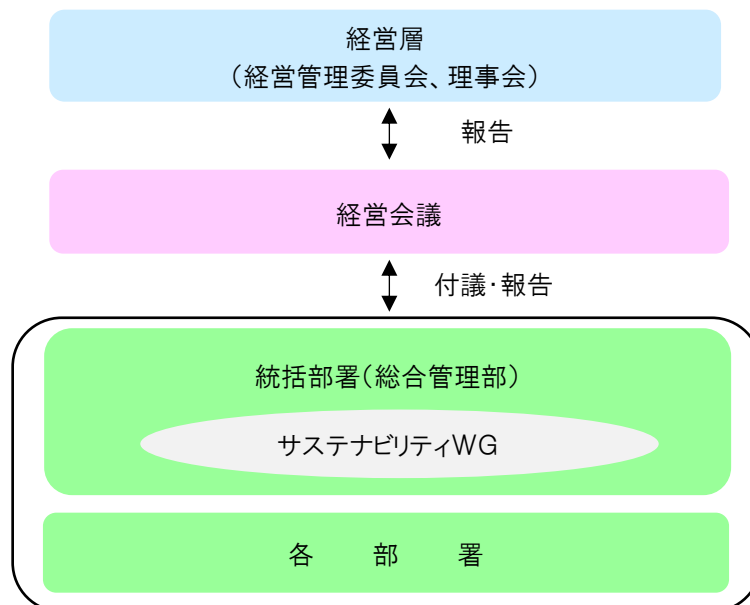 経営層
（経営管理委員会、理事会）
報告
経営会議
付議・報告
統括部署（総合管理部）
サステナビリティWG
各　部　署